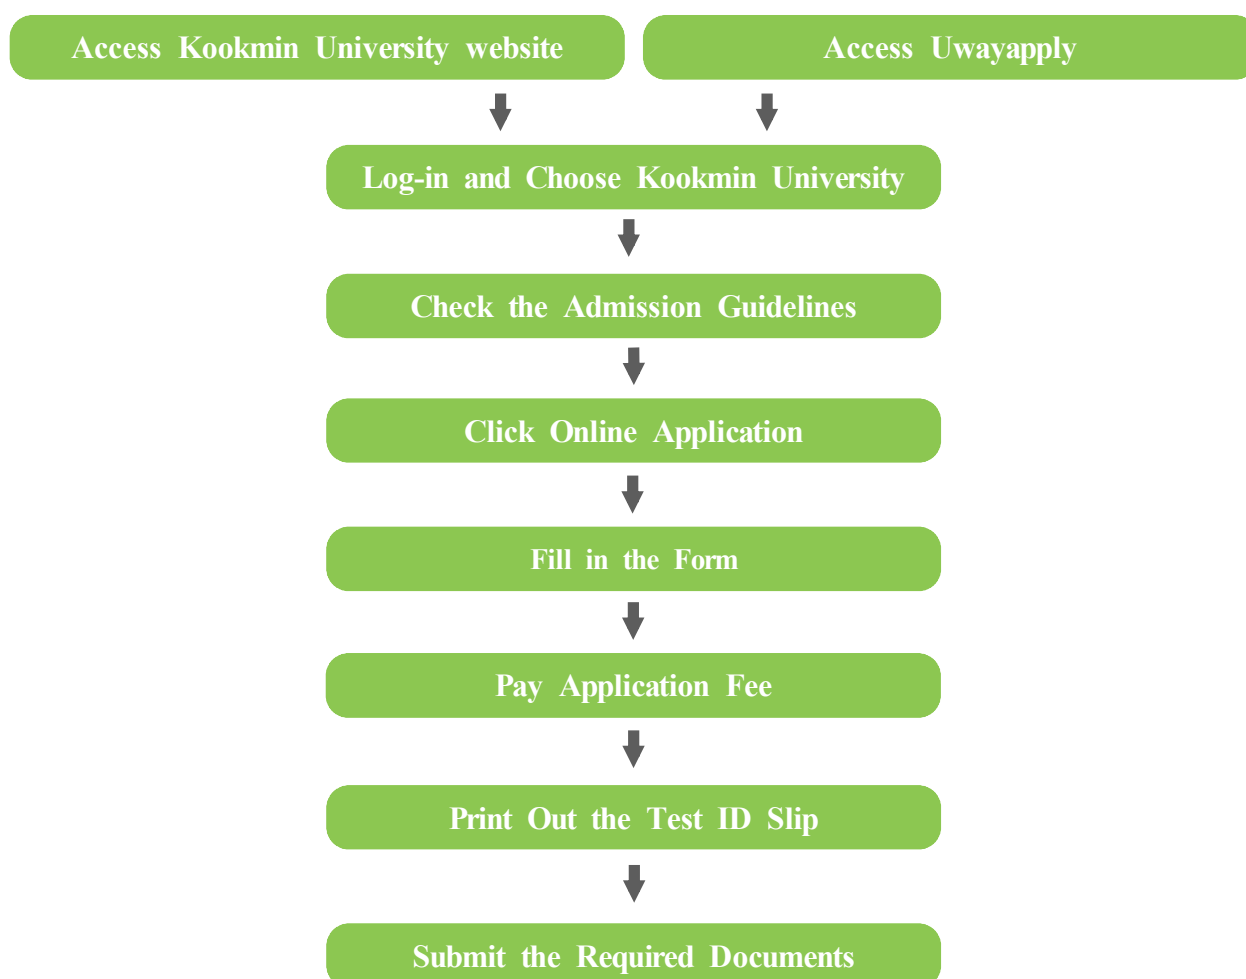 Access Kookmin University website
Access Uwayapply
Log-in and Choose Kookmin University
Check the Admission Guidelines
Click Online Application
Fill in the Form
Pay Application Fee
Print Out the Test ID Slip
Submit the Required Documents